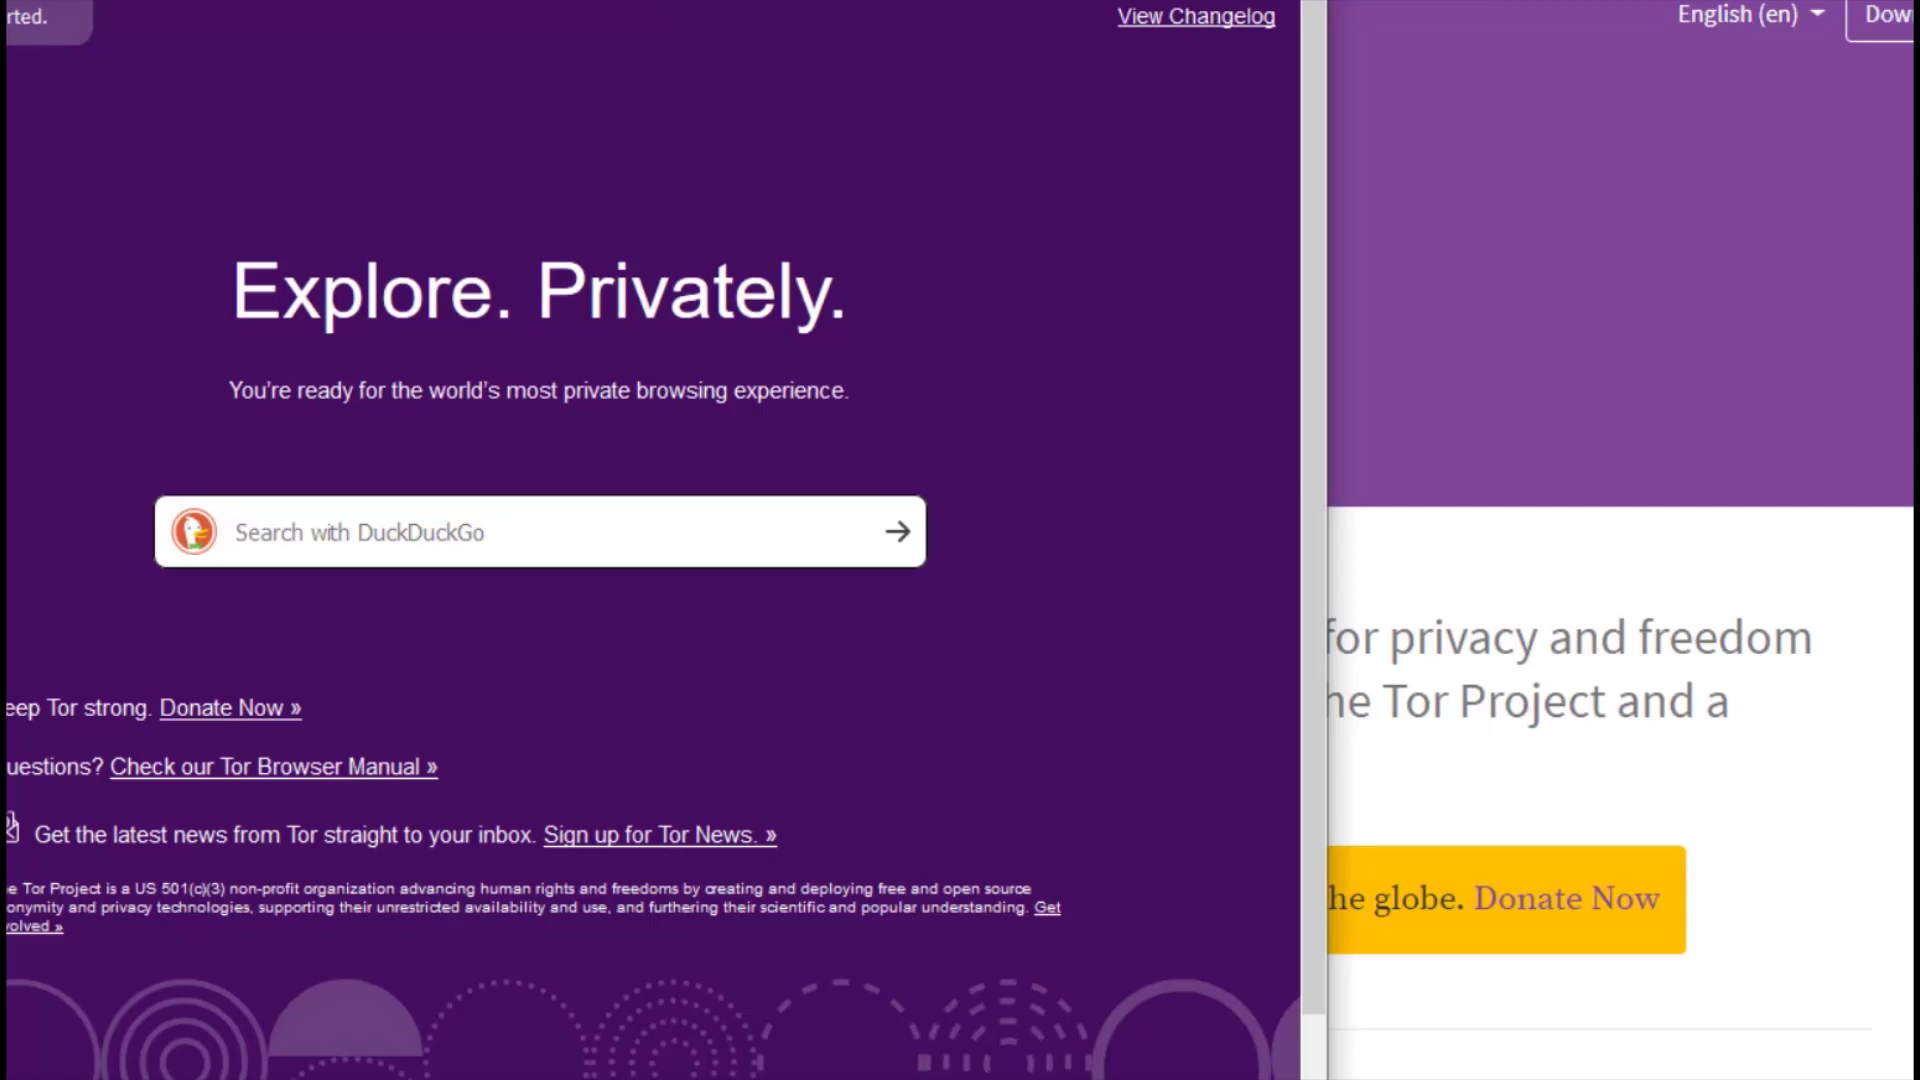 rted.
View Changelog
English (en)
Dow
Explore. Privately.
You're ready for the world's most private browsing experience.
Search with DuckDuckGo
for privacy and freedom
he Tor Project and a
eep Tor strong. Donate Now »
uestions? Check our Tor Browser Manual »
Get the latest news from Tor straight to your inbox. Sign up for Tor News. »
he globe. Donate Now
e Tor Project is a US 501(c)(3) non-profit organization advancing human rights and freedoms by creating and deploying free and open source
onymity and privacy technologies, supporting their unrestricted availability and use, and furthering their scientific and popular understanding. Get
volved »